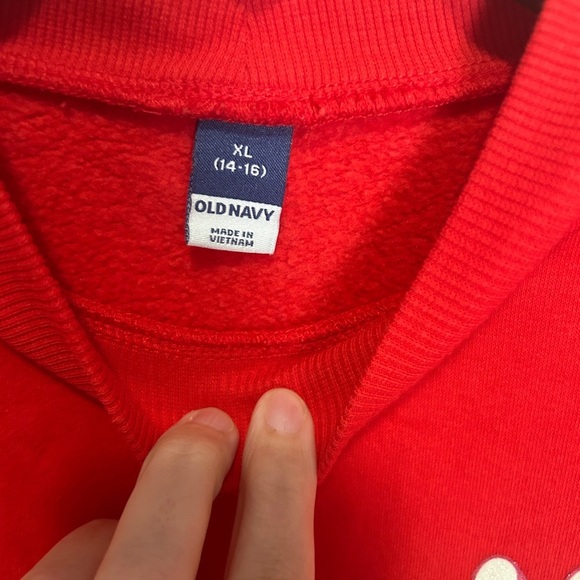 XL
(14-16)
OLD NAVY
MADE IN
VIETNAM